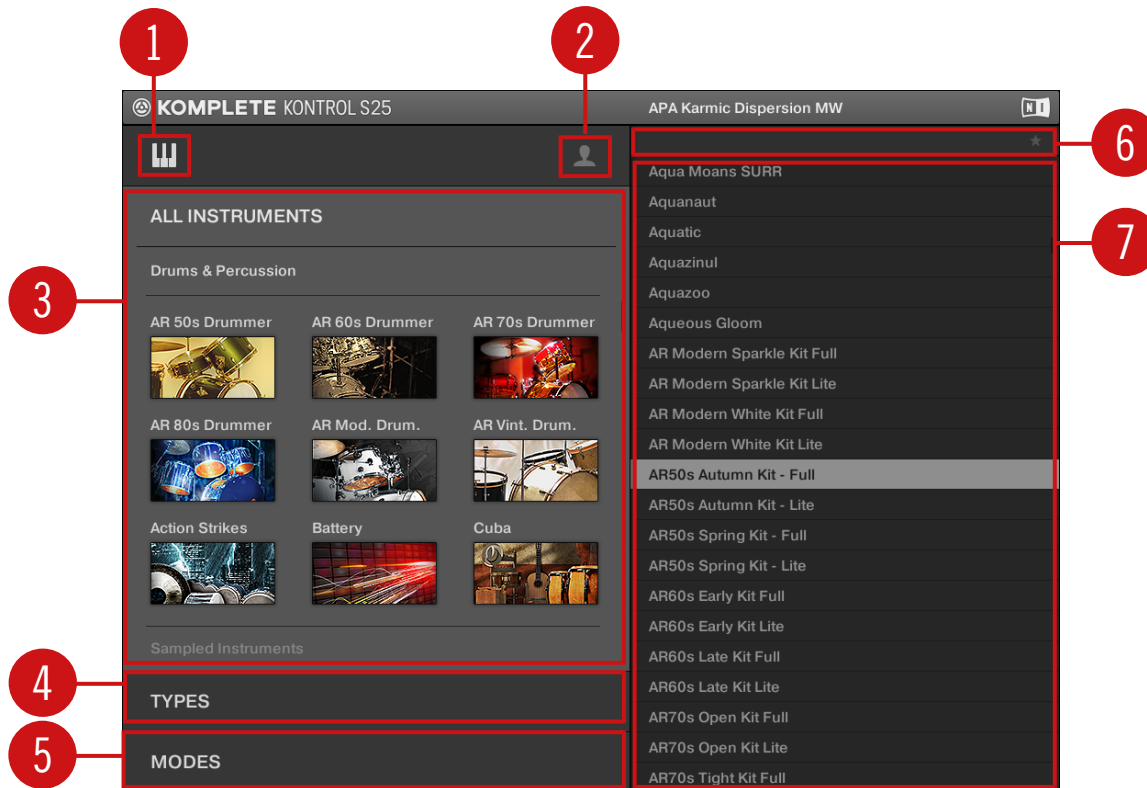 1
2
KOMPLETE KONTROL S25
APA Karmic Dispersion MW
NI
6
7
ALL INSTRUMENTS
Drums & Percussion
3
AR 50s Drummer
AR 60s Drummer
AR 70s Drummer
AR 80s Drummer
AR Mod. Drum.
AR Vint. Drum.
Action Strikes
Battery
Cuba
Sampled Instruments
4
TYPES
5
MODES
Aqua Moans SURR
Aquanaut
Aquatic
Aquazinul
Aquazoo
Aqueous Gloom
AR Modern Sparkle Kit Full
AR Modern Sparkle Kit Lite
AR Modern White Kit Full
AR Modern White Kit Lite
AR50s Autumn Kit - Full
AR50s Autumn Kit - Lite
AR50s Spring Kit - Full
AR50s Spring Kit - Lite
AR60s Early Kit Full
AR60s Early Kit Lite
AR60s Late Kit Full
AR60s Late Kit Lite
AR70s Open Kit Full
AR70s Open Kit Lite
AR70s Tight Kit Full